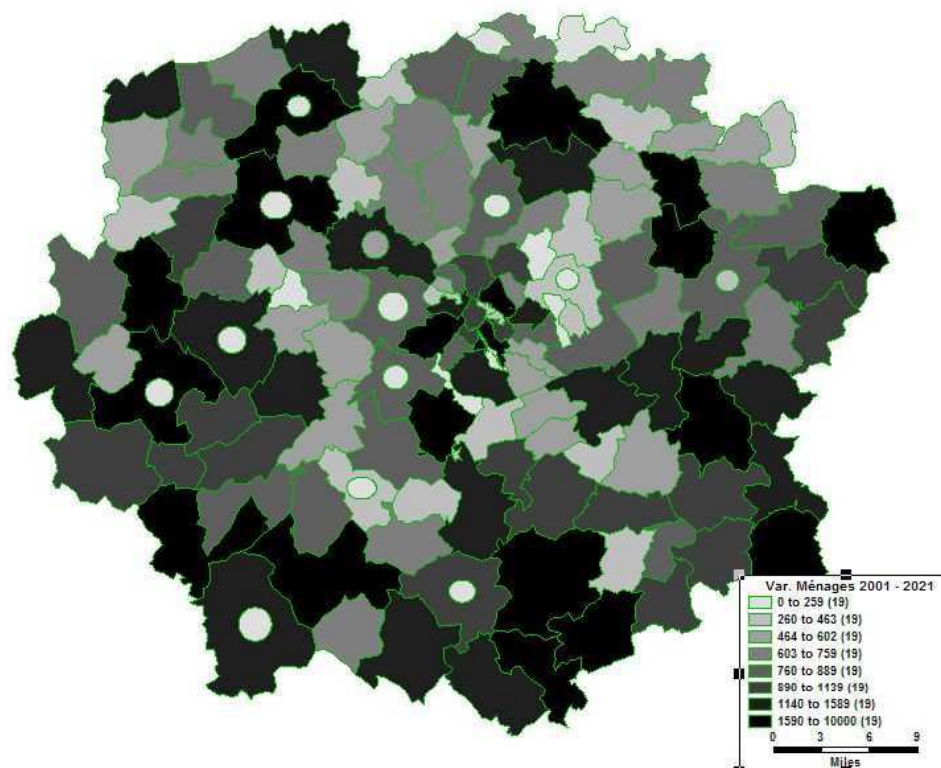 Var. Ménages 2001 - 2021
0 to 259 (19)
260 to 463 (19)
464 to 602 (19)
603 to 759 (19)
760 to 889 (19)
890 to 1139 (19)
1140 to 1589 (19)
1590 to 10000 (19)
0 3 6 9
Miles